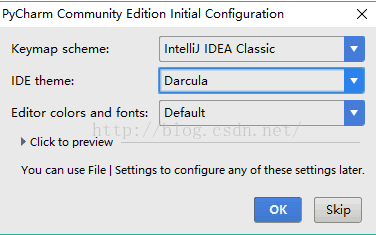 PyCharm Community Edition Initial Configuration
Keymap scheme: IntelliJ IDEA Classic
IDE theme: Darcula
Editor colors and fonts: Default
http://blog.csdn.net/
Click to preview
You can use File | Settings to configure any of these settings later.
OK Skip